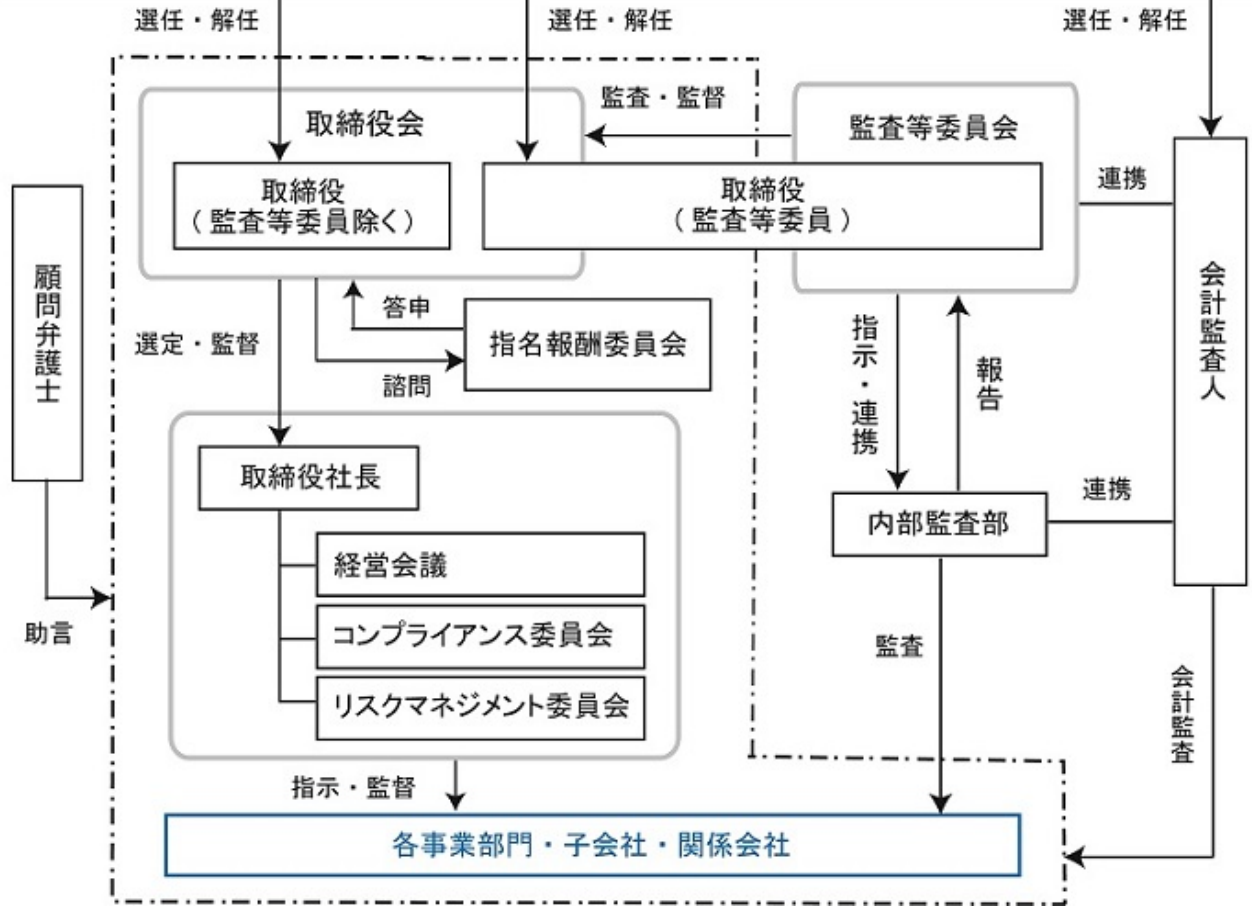 選任・解任
選任・解任
選任・解任
取締役会
監査・監督
監査等委員会
取締役
（監査等委員除く）
取締役
（監査等委員）
連携
顧問弁護士
会計監査人
選定・監督
答申
諮問
指名報酬委員会
指示・連携
報告
取締役社長
経営会議
コンプライアンス委員会
リスクマネジメント委員会
内部監査部
連携
助言
監査
会計監査
指示・監督
各事業部門・子会社・関係会社